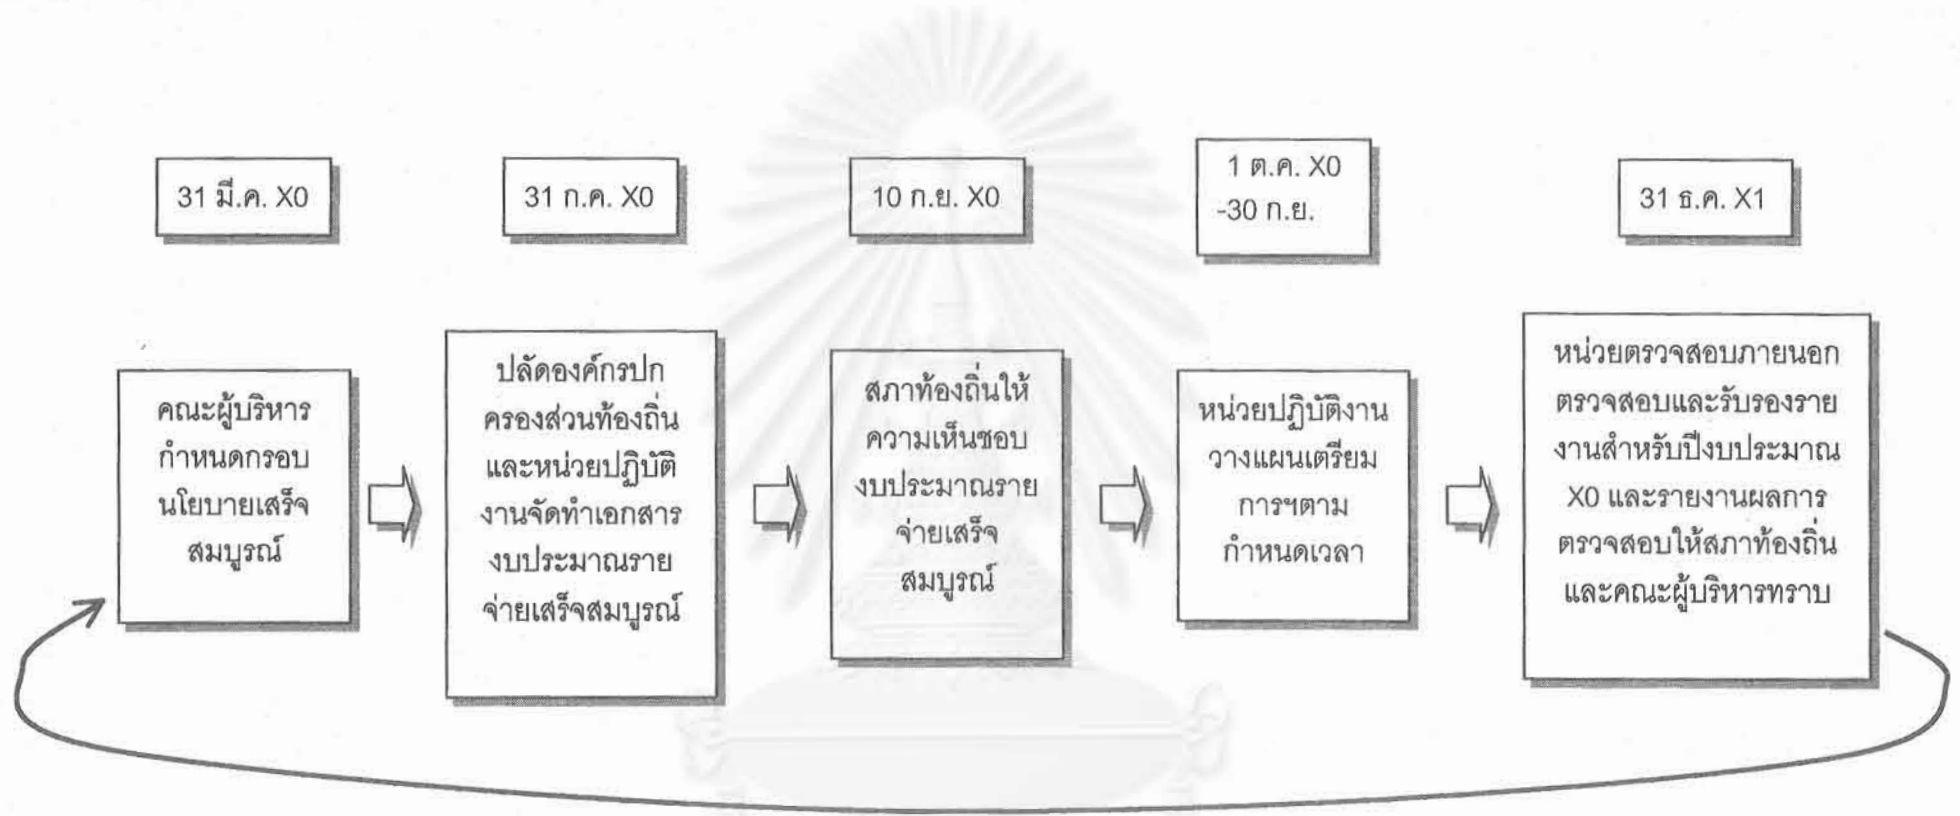 31 มี.ค. X0
31 ก.ค. X0
10 ก.ย. X0
1 ต.ค. X0
-30 ก.ย.
31 ธ.ค. X1
คณะผู้บริหาร
กำหนดกรอบ
นโยบายเสร็จ
สมบูรณ์
ปลัดองค์กรปก
ครองส่วนท้องถิ่น
และหน่วยปฏิบัติ
งานจัดทำเอกสาร
งบประมาณราย
จ่ายเสร็จสมบูรณ์
สภาท้องถิ่นให้
ความเห็นชอบ
งบประมาณราย
จ่ายเสร็จ
สมบูรณ์
หน่วยปฏิบัติงาน
วางแผนเตรียม
การฯตาม
กำหนดเวลา
หน่วยตรวจสอบภายนอก
ตรวจสอบและรับรองราย
งานสำหรับปีงบประมาณ
X0 และรายงานผลการ
ตรวจสอบให้สภาท้องถิ่น
และคณะผู้บริหารทราบ